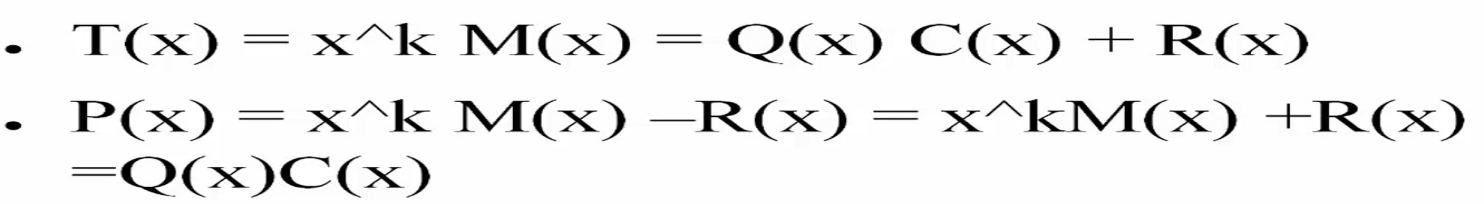 • T(x) = x^k M(x) = Q(x) C(x) + R(x)
• P(x) = x^k M(x) –R(x) = x^kM(x) +R(x)
=Q(x)C(x)